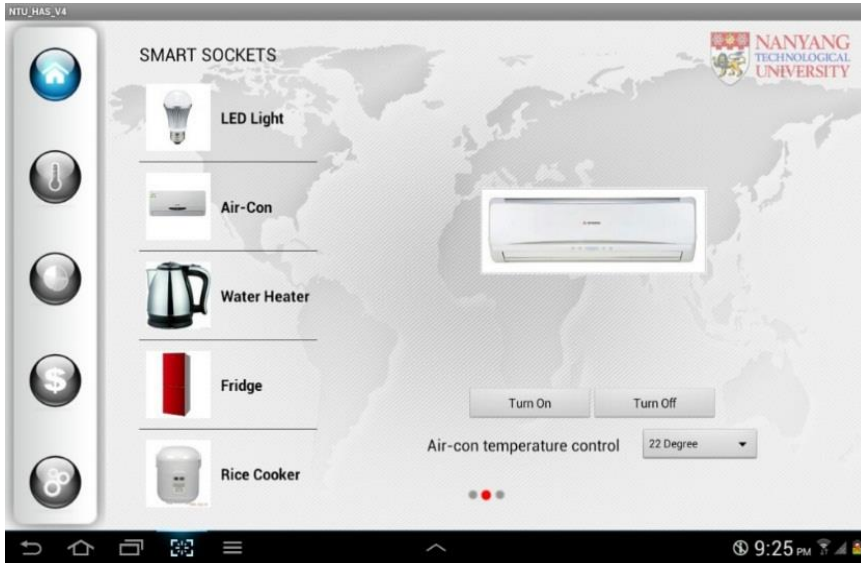 NTU_HAS_V4
SMART SOCKETS
NANYANG
TECHNOLOGICAL
UNIVERSITY
LED Light
Air-Con
Water Heater
Fridge
Rice Cooker
$
Turn On
Turn Off
Air-con temperature control
22 Degree
9:25 PM